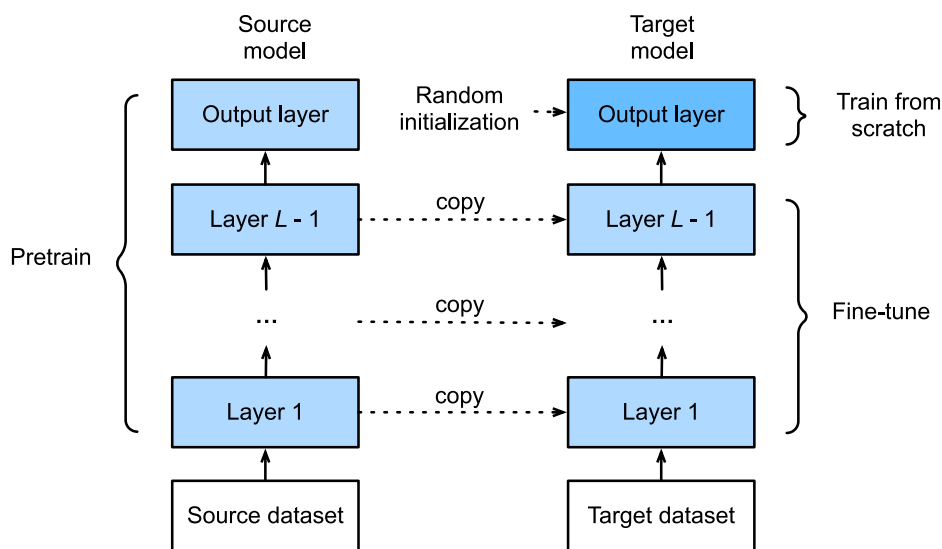 Source
model
Target
model
Output layer
Random
initialization
Output layer
Train from
scratch
Layer L - 1
copy
Layer L - 1
Pretrain
...
copy
...
Fine-tune
Layer 1
copy
Layer 1
Source dataset
Target dataset